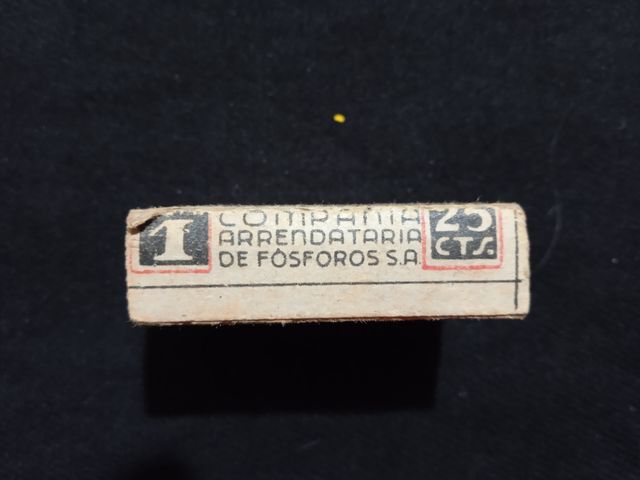 1
COMPAÑIA
ARRENDATARIA
DE FÓSFOROS S.A.
25
CTS.